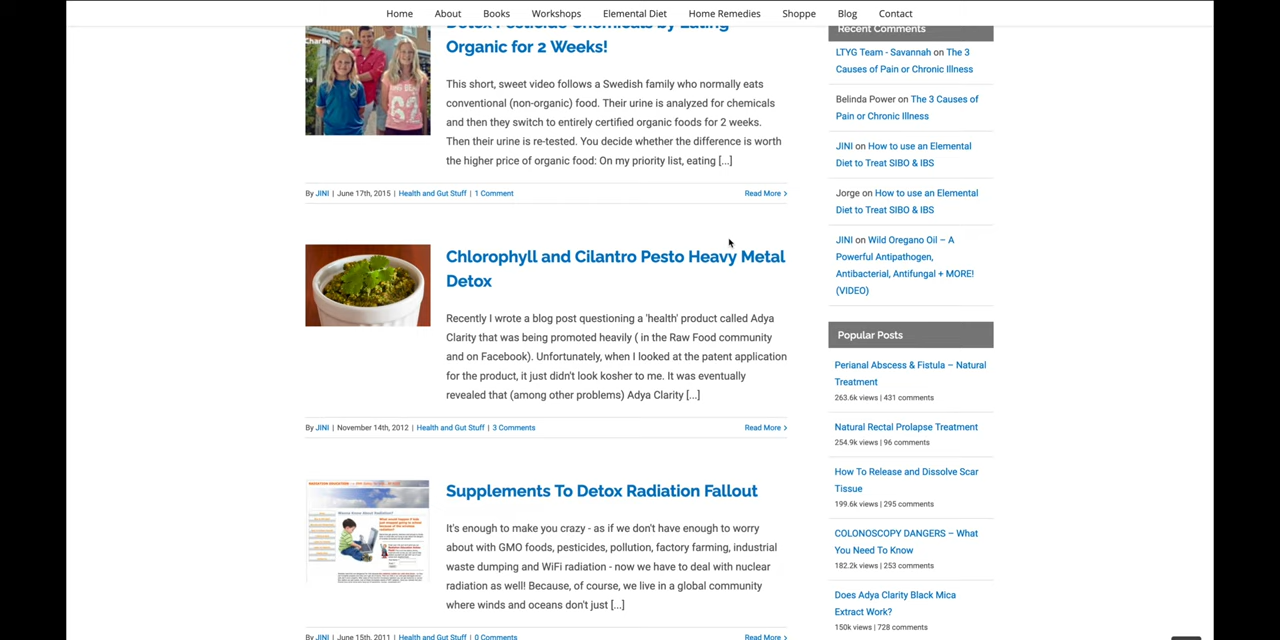 Home About Books Workshops Elemental Diet Home Remedies Shoppe Blog Contact
Detox Pesticide Chemicals by Eating
Organic for 2 Weeks!
This short, sweet video follows a Swedish family who normally eats
conventional (non-organic) food. Their urine is analyzed for chemicals
and then they switch to entirely certified organic foods for 2 weeks.
Then their urine is re-tested. You decide whether the difference is worth
the higher price of organic food: On my priority list, eating [...]
By JINI | June 17th, 2015 | Health and Gut Stuff | 1 Comment
Read More >
Charlie
62
Chlorophyll and Cilantro Pesto Heavy Metal
Detox
Recently I wrote a blog post questioning a 'health' product called Adya
Clarity that was being promoted heavily ( in the Raw Food community
and on Facebook). Unfortunately, when I looked at the patent application
for the product, it just didn't look kosher to me. It was eventually
revealed that (among other problems) Adya Clarity [...]
By JINI | November 14th, 2012 | Health and Gut Stuff | 3 Comments
Read More >
Supplements To Detox Radiation Fallout
It's enough to make you crazy - as if we don't have enough to worry
about with GMO foods, pesticides, pollution, factory farming, industrial
waste dumping and WiFi radiation - now we have to deal with nuclear
radiation as well! Because, of course, we live in a global community
where winds and oceans don't just [...]
By JINI | June 15th, 2011 | Health and Gut Stuff | 0 Comments
Read More >
Recent Comments
LTYG Team - Savannah on The 3
Causes of Pain or Chronic Illness
Belinda Power on The 3 Causes of
Pain or Chronic Illness
JINI on How to use an Elemental
Diet to Treat SIBO & IBS
Jorge on How to use an Elemental
Diet to Treat SIBO & IBS
JINI on Wild Oregano Oil – A
Powerful Antipathogen,
Antibacterial, Antifungal + MORE!
(VIDEO)
Popular Posts
Perianal Abscess & Fistula – Natural
Treatment
263.6k views | 431 comments
Natural Rectal Prolapse Treatment
254.9k views | 96 comments
How To Release and Dissolve Scar
Tissue
199.6k views | 295 comments
COLONOSCOPY DANGERS – What
You Need To Know
182.2k views | 253 comments
Does Adya Clarity Black Mica
Extract Work?
150k views | 728 comments